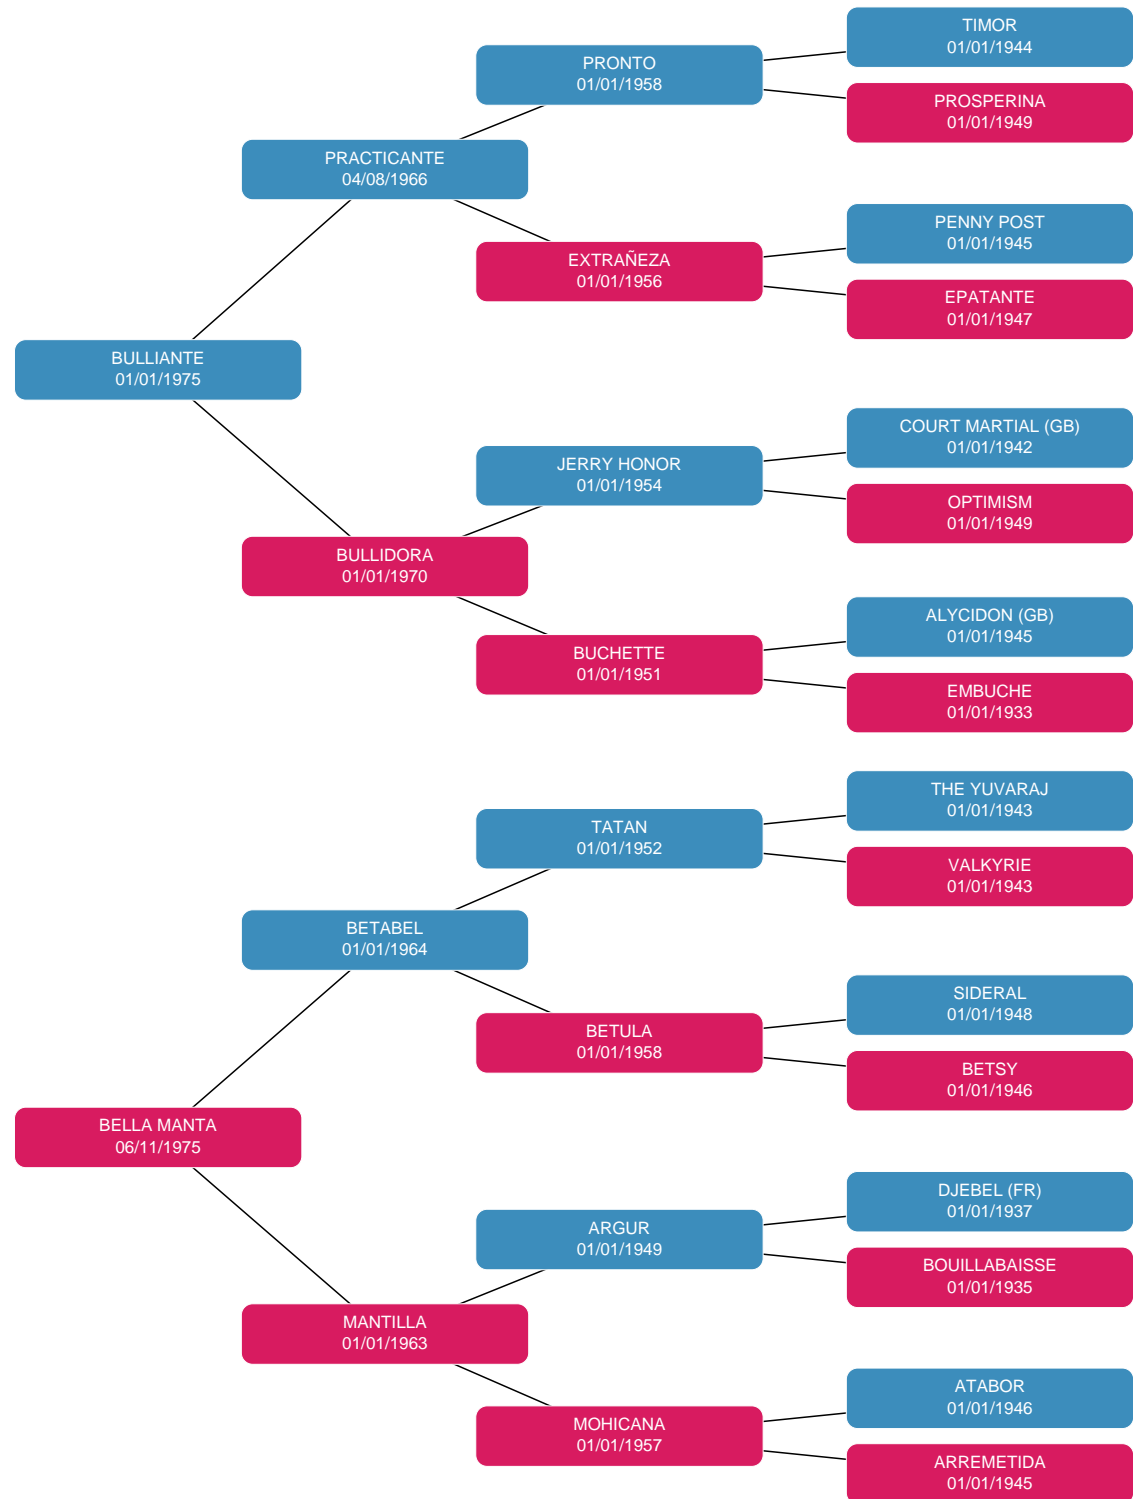 TIMOR
01/01/1944
PRONTO
01/01/1958
PROSPERINA
01/01/1949
PRACTICANTE
04/08/1966
PENNY POST
01/01/1945
EXTRAÑEZA
01/01/1956
EPATANTE
01/01/1947
BULLIANTE
01/01/1975
COURT MARTIAL (GB)
01/01/1942
JERRY HONOR
01/01/1954
OPTIMISM
01/01/1949
BULLIDORA
01/01/1970
ALYCIDON (GB)
01/01/1945
BUCHETTE
01/01/1951
EMBUCHE
01/01/1933
THE YUVARAJ
01/01/1943
TATAN
01/01/1952
VALKYRIE
01/01/1943
BETABEL
01/01/1964
SIDERAL
01/01/1948
BETULA
01/01/1958
BETSY
01/01/1946
BELLA MANTA
06/11/1975
DJEBEL (FR)
01/01/1937
ARGUR
01/01/1949
BOUILLABAISSE
01/01/1935
MANTILLA
01/01/1963
ATABOR
01/01/1946
MOHICANA
01/01/1957
ARREMETIDA
01/01/1945